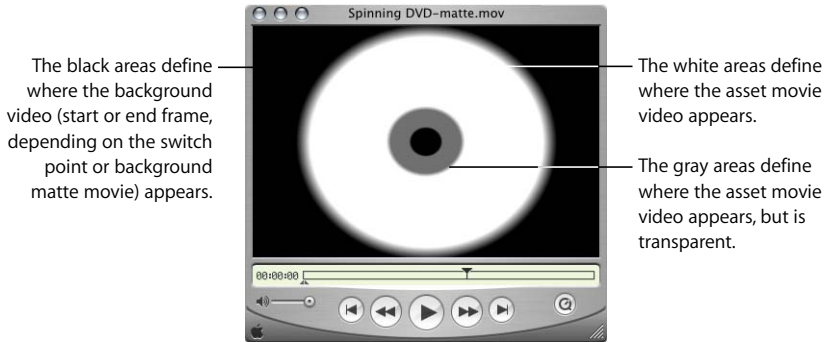 Spinning DVD-matte.mov
The black areas define
where the background
video (start or end frame,
depending on the switch
point or background
matte movie) appears.
The white areas define
where the asset movie
video appears.
The gray areas define
where the asset movie
video appears, but is
transparent.
00:00:00